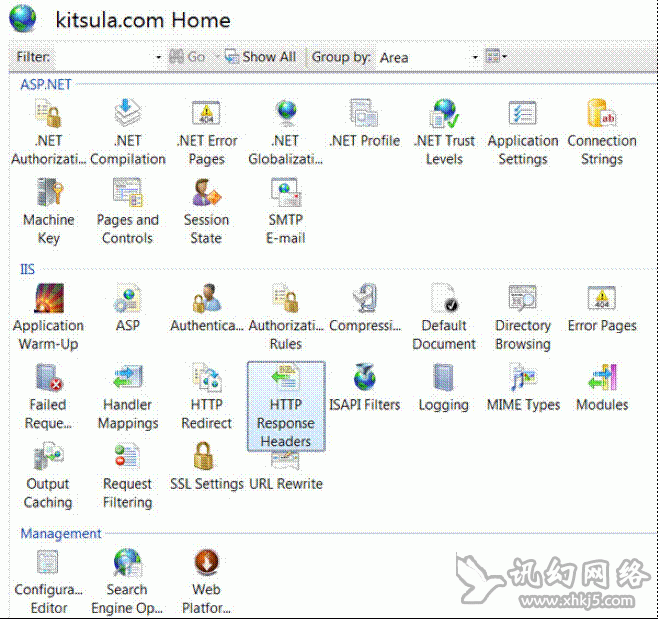 kitsula.com Home
Filter: Go Show All Group by: Area
ASP.NET
.NET .NET .NET Error .NET .NET Profile .NET Trust Application Connection
Authorizati... Compilation Pages Globalizati... Levels Settings Strings
Machine Pages and Session SMTP
Key Controls State E-mail
IIS
Application ASP Authentica... Authorizati... Compressi... Default Directory Error Pages
Warm-Up Rules Document Browsing
Failed Handler HTTP HTTP ISAPI Filters Logging MIME Types Modules
Reque... Mappings Redirect Response
Headers
Output Request SSL Settings URL Rewrite
Caching Filtering
Management
Configura... Search Web
Editor Engine Op... Platfor...
讯幻网络
www.xhkj5.com